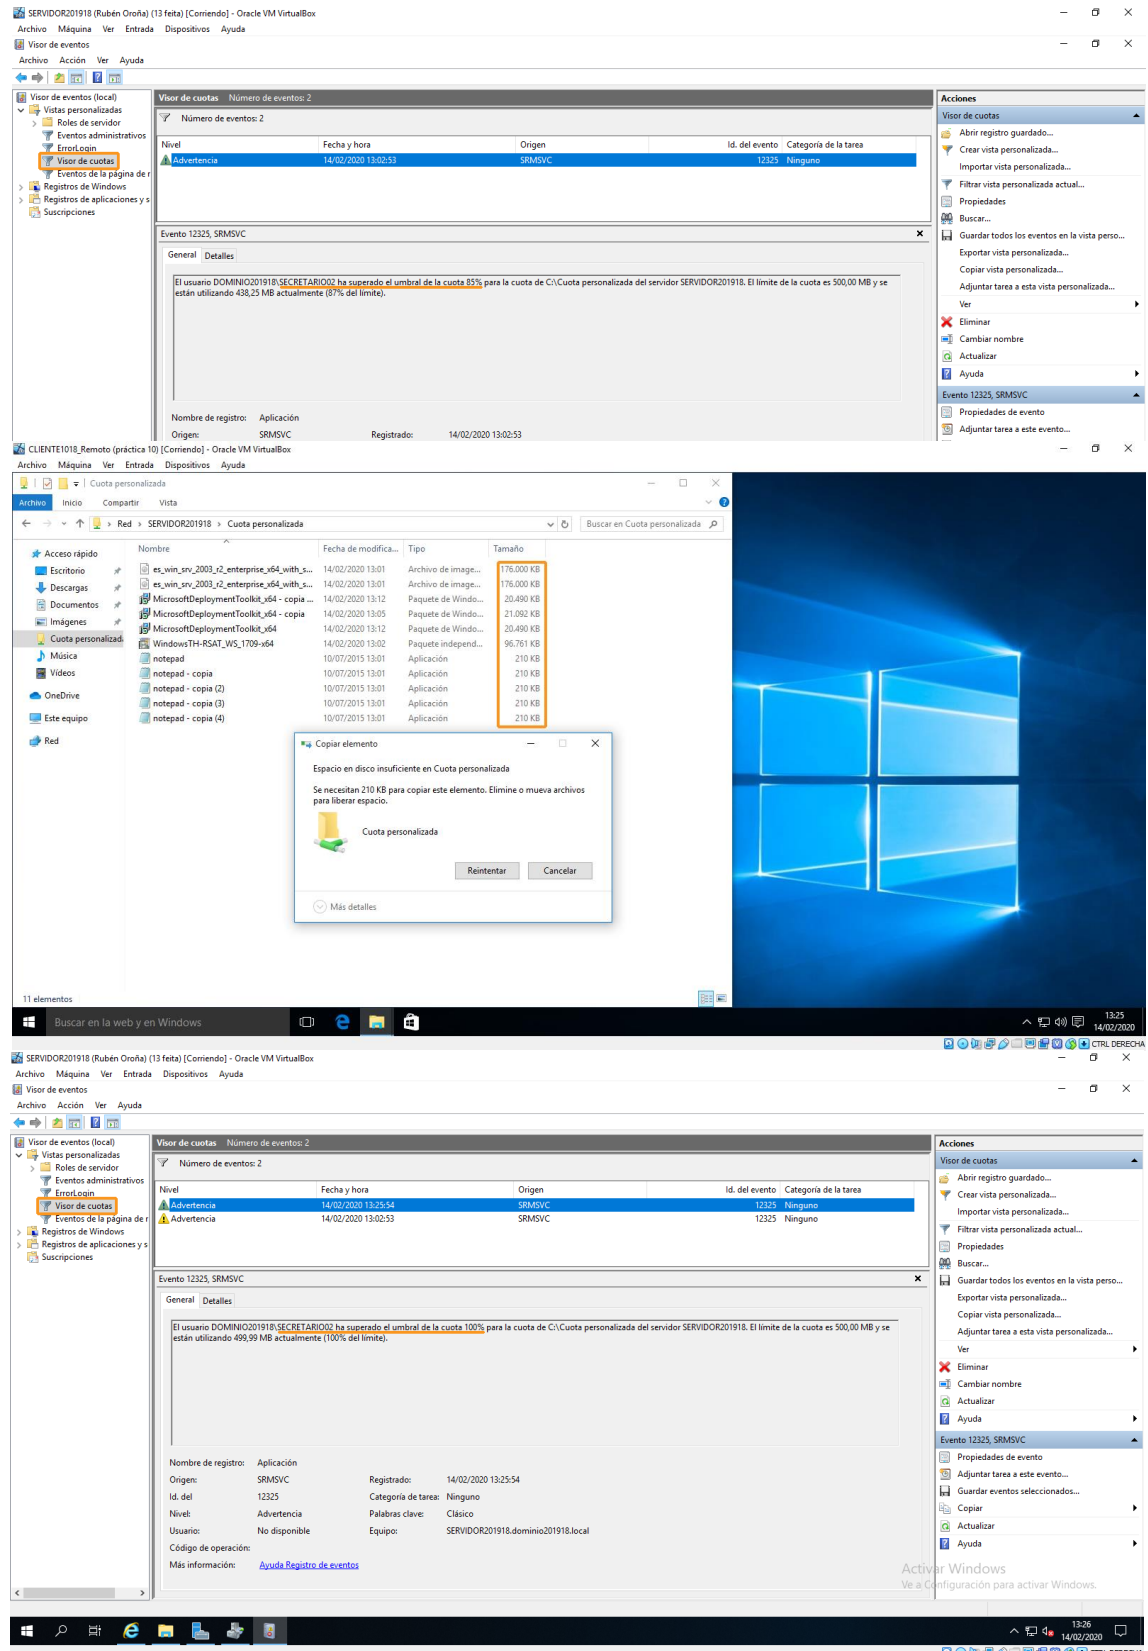 SERVIDOR201918 (Rubén Oroña) (13 feita) [Corriendo] - Oracle VM VirtualBox
Archivo Máquina Ver Entrada Dispositivos Ayuda
Visor de eventos
Archivo Acción Ver Ayuda
Visor de eventos (local)
Vistas personalizadas
Roles de servidor
Eventos administrativos
ErrorLogin
Visor de cuotas
Eventos de la página de r
Registros de Windows
Registros de aplicaciones y s
Suscripciones
Visor de cuotas Número de eventos: 2
Número de eventos: 2
Nivel Fecha y hora Origen Id. del evento Categoría de la tarea
Advertencia 14/02/2020 13:02:53 SRMSVC 12325 Ninguno
Evento 12325, SRMSVC
General Detalles
El usuario DOMINIO201918\SECRETARIO02 ha superado el umbral de la cuota 85% para la cuota de C:\Cuota personalizada del servidor SERVIDOR201918. El límite de la cuota es 500,00 MB y se
están utilizando 438,25 MB actualmente (87% del límite).
Nombre de registro: Aplicación
Origen: SRMSVC Registrado: 14/02/2020 13:02:53
Acciones
Visor de cuotas
Abrir registro guardado...
Crear vista personalizada...
Importar vista personalizada...
Filtrar vista personalizada actual...
Propiedades
Buscar...
Guardar todos los eventos en la vista perso...
Exportar vista personalizada...
Copiar vista personalizada...
Adjuntar tarea a esta vista personalizada...
Ver
Eliminar
Cambiar nombre
Actualizar
Ayuda
Evento 12325, SRMSVC
Propiedades de evento
Adjuntar tarea a este evento...
CLIENTE1018_Remoto (práctica 10) [Corriendo] - Oracle VM VirtualBox
Archivo Máquina Ver Entrada Dispositivos Ayuda
Cuota personalizada
Archivo Inicio Compartir Vista
Red › SERVIDOR201918 › Cuota personalizada
Buscar en Cuota personalizada
Acceso rápido
Escritorio
Descargas
Documentos
Imágenes
Cuota personalizada
Música
Vídeos
OneDrive
Este equipo
Red
Nombre Fecha de modifica... Tipo Tamaño
es_win_srv_2003_r2_enterprise_x64_with_s... 14/02/2020 13:01 Archivo de image... 176.000 KB
es_win_srv_2003_r2_enterprise_x64_with_s... 14/02/2020 13:01 Archivo de image... 176.000 KB
MicrosoftDeploymentToolkit_x64 - copia ... 14/02/2020 13:12 Paquete de Windo... 20.490 KB
MicrosoftDeploymentToolkit_x64 - copia 14/02/2020 13:05 Paquete de Windo... 21.092 KB
MicrosoftDeploymentToolkit_x64 14/02/2020 13:12 Paquete de Windo... 20.490 KB
WindowsTH-RSAT_WS_1709-x64 14/02/2020 13:02 Paquete independ... 96.761 KB
notepad 10/07/2015 13:01 Aplicación 210 KB
notepad - copia 10/07/2015 13:01 Aplicación 210 KB
notepad - copia (2) 10/07/2015 13:01 Aplicación 210 KB
notepad - copia (3) 10/07/2015 13:01 Aplicación 210 KB
notepad - copia (4) 10/07/2015 13:01 Aplicación 210 KB
Copiar elemento
Espacio en disco insuficiente en Cuota personalizada
Se necesitan 210 KB para copiar este elemento. Elimine o mueva archivos
para liberar espacio.
Cuota personalizada
Reintentar Cancelar
Más detalles
11 elementos
Buscar en la web y en Windows
13:25
14/02/2020
CTRL DERECHA
SERVIDOR201918 (Rubén Oroña) (13 feita) [Corriendo] - Oracle VM VirtualBox
Archivo Máquina Ver Entrada Dispositivos Ayuda
Visor de eventos
Archivo Acción Ver Ayuda
Visor de eventos (local)
Vistas personalizadas
Roles de servidor
Eventos administrativos
ErrorLogin
Visor de cuotas
Eventos de la página de r
Registros de Windows
Registros de aplicaciones y s
Suscripciones
Visor de cuotas Número de eventos: 2
Número de eventos: 2
Nivel Fecha y hora Origen Id. del evento Categoría de la tarea
Advertencia 14/02/2020 13:25:54 SRMSVC 12325 Ninguno
Advertencia 14/02/2020 13:02:53 SRMSVC 12325 Ninguno
Evento 12325, SRMSVC
General Detalles
El usuario DOMINIO201918\SECRETARIO02 ha superado el umbral de la cuota 100% para la cuota de C:\Cuota personalizada del servidor SERVIDOR201918. El límite de la cuota es 500,00 MB y se
están utilizando 499,99 MB actualmente (100% del límite).
Nombre de registro: Aplicación
Origen: SRMSVC Registrado: 14/02/2020 13:25:54
Id. del 12325 Categoría de tarea: Ninguno
Nivel: Advertencia Palabras clave: Clásico
Usuario: No disponible Equipo: SERVIDOR201918.dominio201918.local
Código de operación:
Más información: Ayuda Registro de eventos
Acciones
Visor de cuotas
Abrir registro guardado...
Crear vista personalizada...
Importar vista personalizada...
Filtrar vista personalizada actual...
Propiedades
Buscar...
Guardar todos los eventos en la vista perso...
Exportar vista personalizada...
Copiar vista personalizada...
Adjuntar tarea a esta vista personalizada...
Ver
Eliminar
Cambiar nombre
Actualizar
Ayuda
Evento 12325, SRMSVC
Propiedades de evento
Adjuntar tarea a este evento...
Guardar eventos seleccionados...
Copiar
Actualizar
Ayuda
Activar Windows
Ve a Configuración para activar Windows.
13:26
14/02/2020